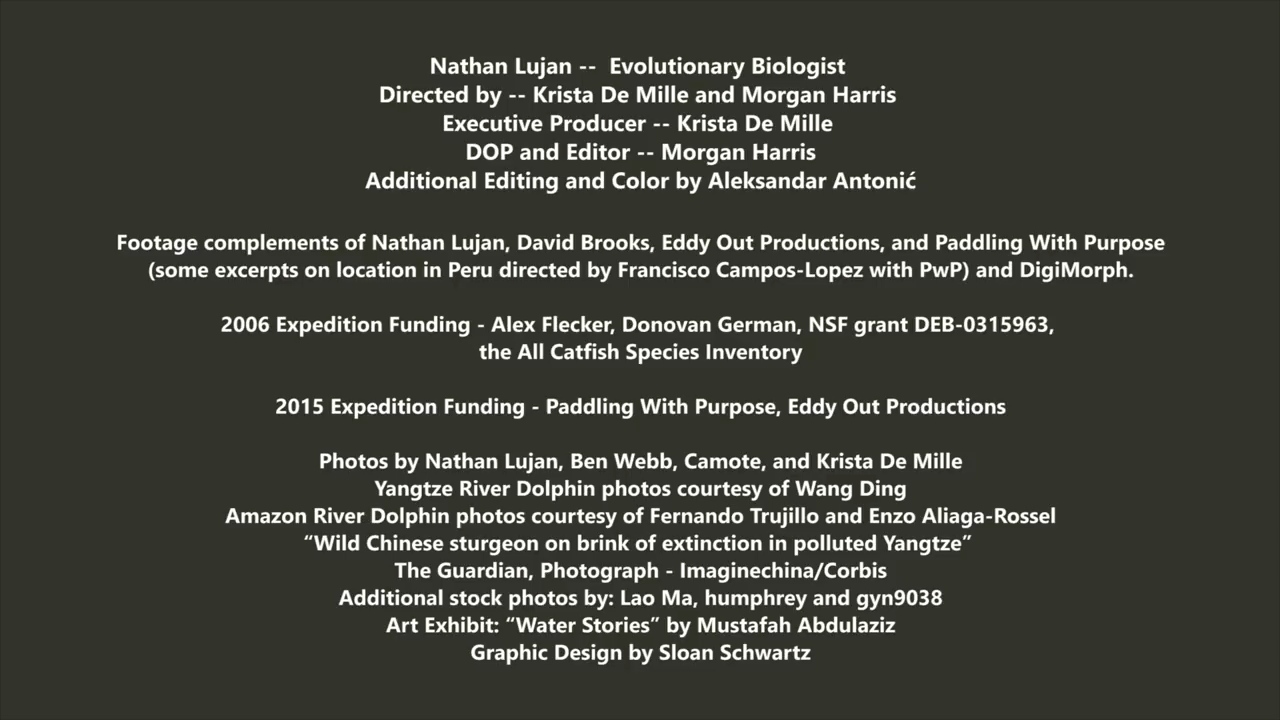 Nathan Lujan --  Evolutionary Biologist
Directed by -- Krista De Mille and Morgan Harris
Executive Producer -- Krista De Mille
DOP and Editor -- Morgan Harris
Additional Editing and Color by Aleksandar Antonić
Footage complements of Nathan Lujan, David Brooks, Eddy Out Productions, and Paddling With Purpose
(some excerpts on location in Peru directed by Francisco Campos-Lopez with PwP) and DigiMorph.
2006 Expedition Funding - Alex Flecker, Donovan German, NSF grant DEB-0315963,
the All Catfish Species Inventory
2015 Expedition Funding - Paddling With Purpose, Eddy Out Productions
Photos by Nathan Lujan, Ben Webb, Camote, and Krista De Mille
Yangtze River Dolphin photos courtesy of Wang Ding
Amazon River Dolphin photos courtesy of Fernando Trujillo and Enzo Aliaga-Rossel
“Wild Chinese sturgeon on brink of extinction in polluted Yangtze”
The Guardian, Photograph - Imaginechina/Corbis
Additional stock photos by: Lao Ma, humphrey and gyn9038
Art Exhibit: “Water Stories” by Mustafah Abdulaziz
Graphic Design by Sloan Schwartz